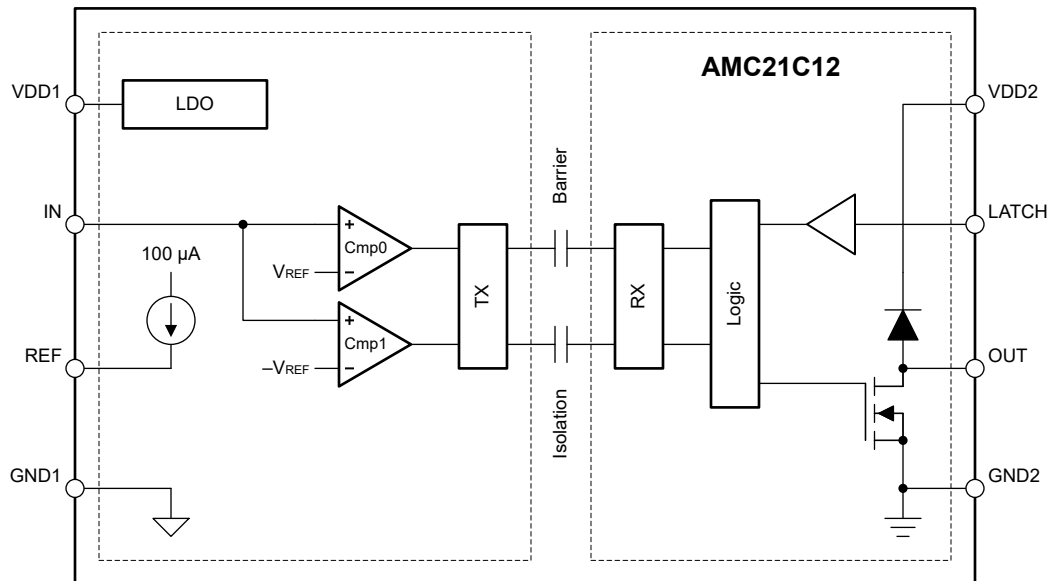 AMC21C12
VDD1
LDO
VDD2
IN
Barrier
LATCH
+
Cmp0
–
VREF
100 µA
TX
RX
Logic
+
Cmp1
–
–VREF
REF
OUT
Isolation
GND1
GND2